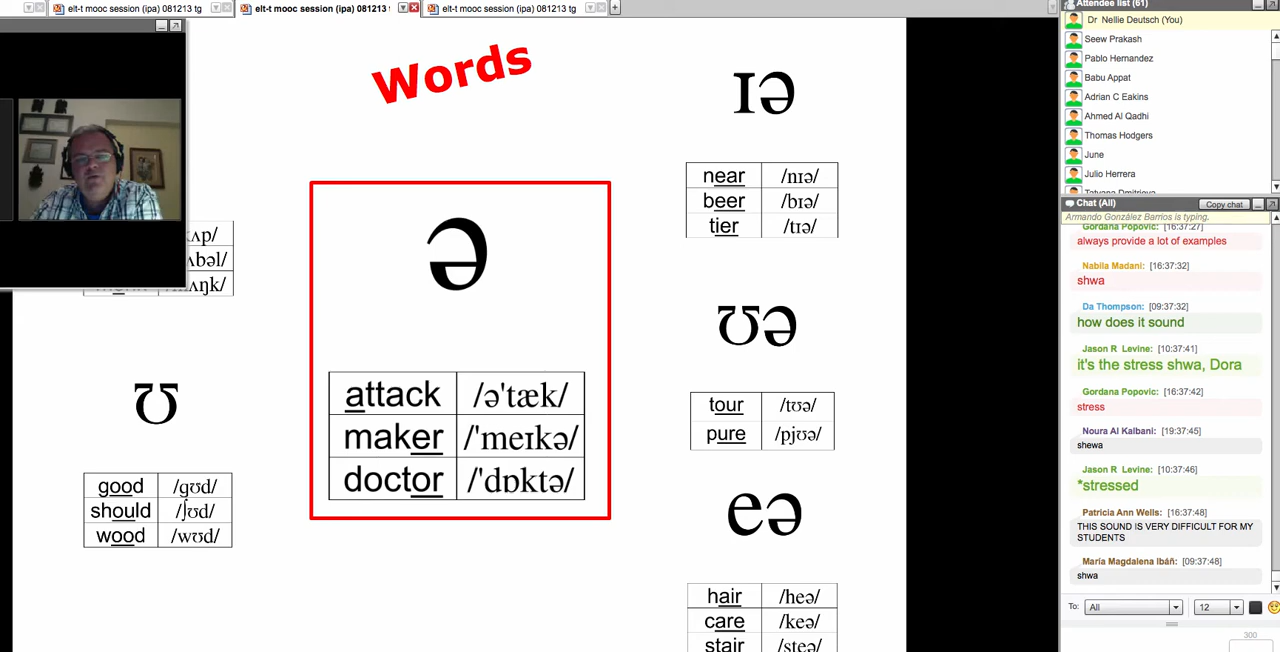 elt-t mooc session (ipa) 081213 tg
elt-t mooc session (ipa) 081213
elt-t mooc session (ipa) 081213 tg
Words
ʌp/
ʌbəl/
ʌŋk/
ʊ
good /gʊd/
should /ʃʊd/
wood /wʊd/
ə
attack /ə'tæk/
maker /'meɪkə/
doctor /'dɒktə/
ɪə
near /nɪə/
beer /bɪə/
tier /tɪə/
ʊə
tour /tʊə/
pure /pjʊə/
eə
hair /heə/
care /keə/
stair /steə/
Attendee list (61)
Dr Nellie Deutsch (You)
Seew Prakash
Pablo Hernandez
Babu Appat
Adrian C Eakins
Ahmed Al Qadhi
Thomas Hodgers
June
Julio Herrera
Tatyana Dmitrieva
Chat (All)
Copy chat
Armando González Barrios is typing.
Gordana Popovic: [16:37:27]
always provide a lot of examples
Nabila Madani: [16:37:32]
shwa
Da Thompson: [09:37:32]
how does it sound
Jason R Levine: [10:37:41]
it's the stress shwa, Dora
Gordana Popovic: [16:37:42]
stress
Noura Al Kalbani: [19:37:45]
shewa
Jason R Levine: [10:37:46]
*stressed
Patricia Ann Wells: [16:37:48]
THIS SOUND IS VERY DIFFICULT FOR MY
STUDENTS
María Magdalena Ibáñ: [09:37:48]
shwa
To: All 12
300